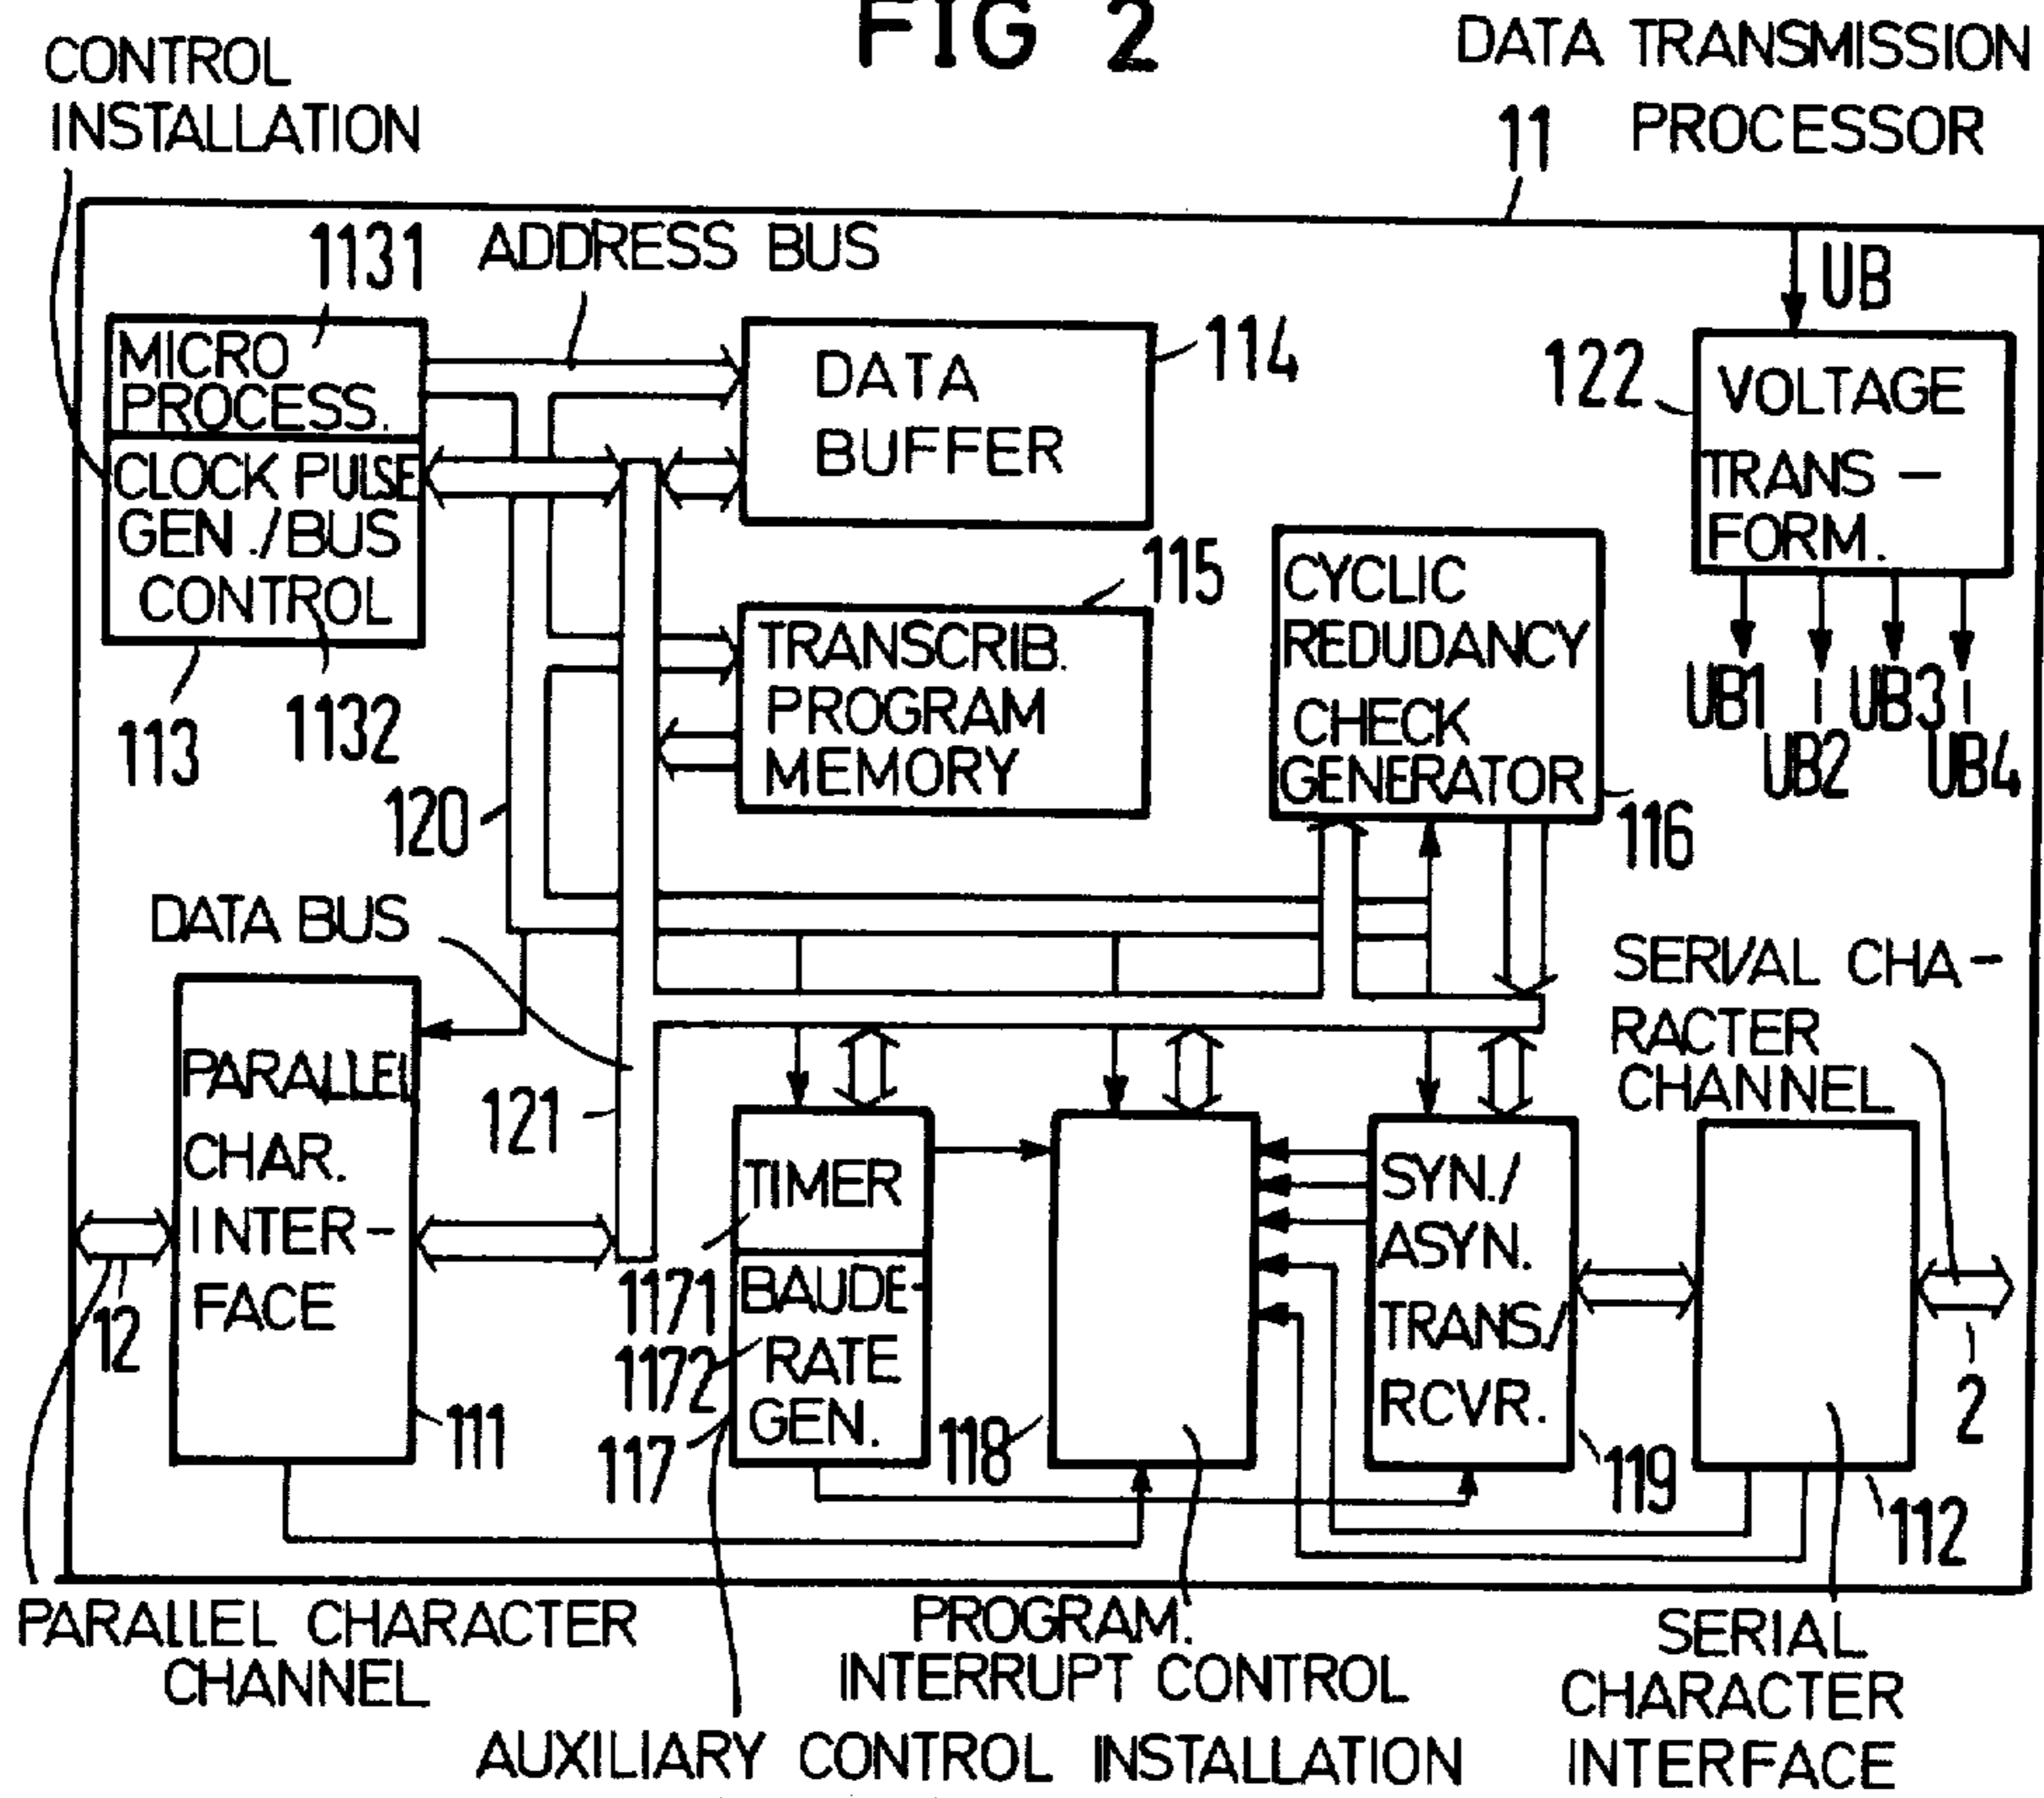 FIG 2
CONTROL
INSTALLATION
DATA TRANSMISSION
PROCESSOR
11
1131
ADDRESS BUS
UB
MICRO
PROCESS.
CLOCK PULSE
GEN./BUS
CONTROL
113
1132
DATA
BUFFER
114
122
VOLTAGE
TRANS-
FORM.
UB1
UB2
UB3
UB4
115
TRANSCRIB.
PROGRAM
MEMORY
CYCLIC
REDUDANCY
CHECK
GENERATOR
116
120
DATA BUS
SERIAL CHA-
RACTER
CHANNEL
PARALLEL
CHAR.
INTER-
FACE
12
111
121
TIMER
BAUDE-
RATE
GEN.
1171
1172
117
118
SYN./
ASYN.
TRANS/
RCVR.
119
2
112
PARALLEL CHARACTER
CHANNEL
PROGRAM.
INTERRUPT CONTROL
AUXILIARY CONTROL INSTALLATION
SERIAL
CHARACTER
INTERFACE